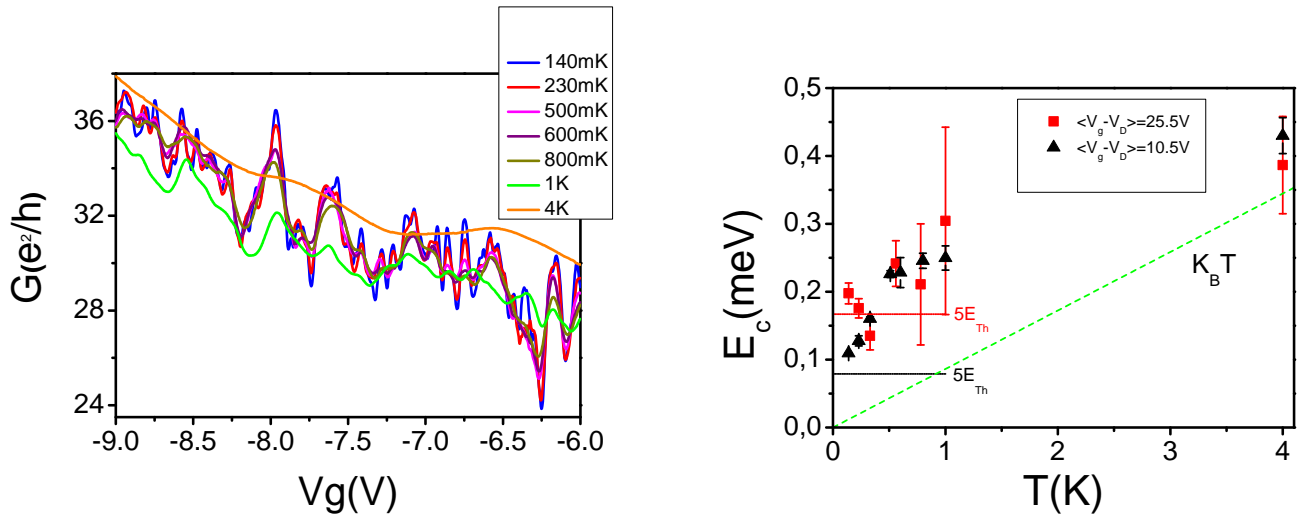 140mK
230mK
500mK
600mK
800mK
1K
4K
36
32
28
24
G(e²/h)
-9.0 -8.5 -8.0 -7.5 -7.0 -6.5 -6.0
Vg(V)
0,5
0,4
0,3
0,2
0,1
0,0
E_c(meV)
<V_g-V_D>=25.5V
<V_g-V_D>=10.5V
K_BT
5E_Th
5E_Th
0 1 2 3 4
T(K)